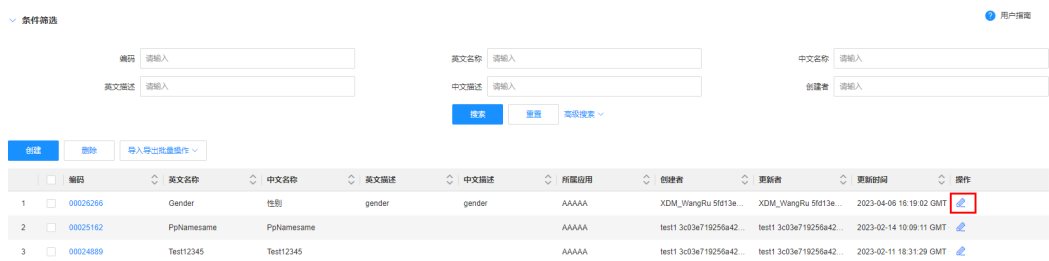 条件筛选
用户指南
编码 请输入 英文名称 请输入 中文名称 请输入
英文描述 请输入 中文描述 请输入 创建者 请输入
搜索 重置 高级搜索
创建 删除 导入导出批量操作
编码 英文名称 中文名称 英文描述 中文描述 所属应用 创建者 更新者 更新时间 操作
1 00026266 Gender 性别 gender gender AAAAA XDM_WangRu 5fd13e... XDM_WangRu 5fd13e... 2023-04-06 16:19:02 GMT
2 00025162 PpNamesame PpNamesame AAAAA test1 3c03e719256a42... test1 3c03e719256a42... 2023-02-14 10:09:11 GMT
3 00024889 Test12345 Test12345 AAAAA test1 3c03e719256a42... test1 3c03e719256a42... 2023-02-11 18:31:29 GMT